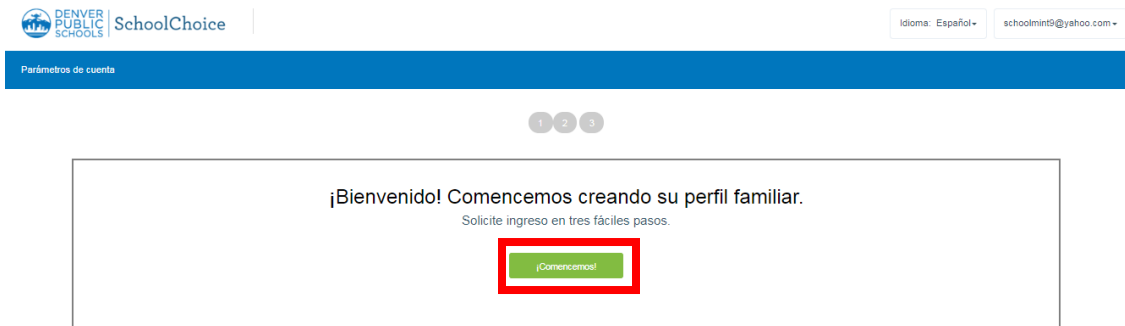 DENVER
PUBLIC
SCHOOLS
SchoolChoice
Idioma: Español
schoolmint9@yahoo.com
Parámetros de cuenta
1 2 3
¡Bienvenido! Comencemos creando su perfil familiar.
Solicite ingreso en tres fáciles pasos.
¡Comencemos!